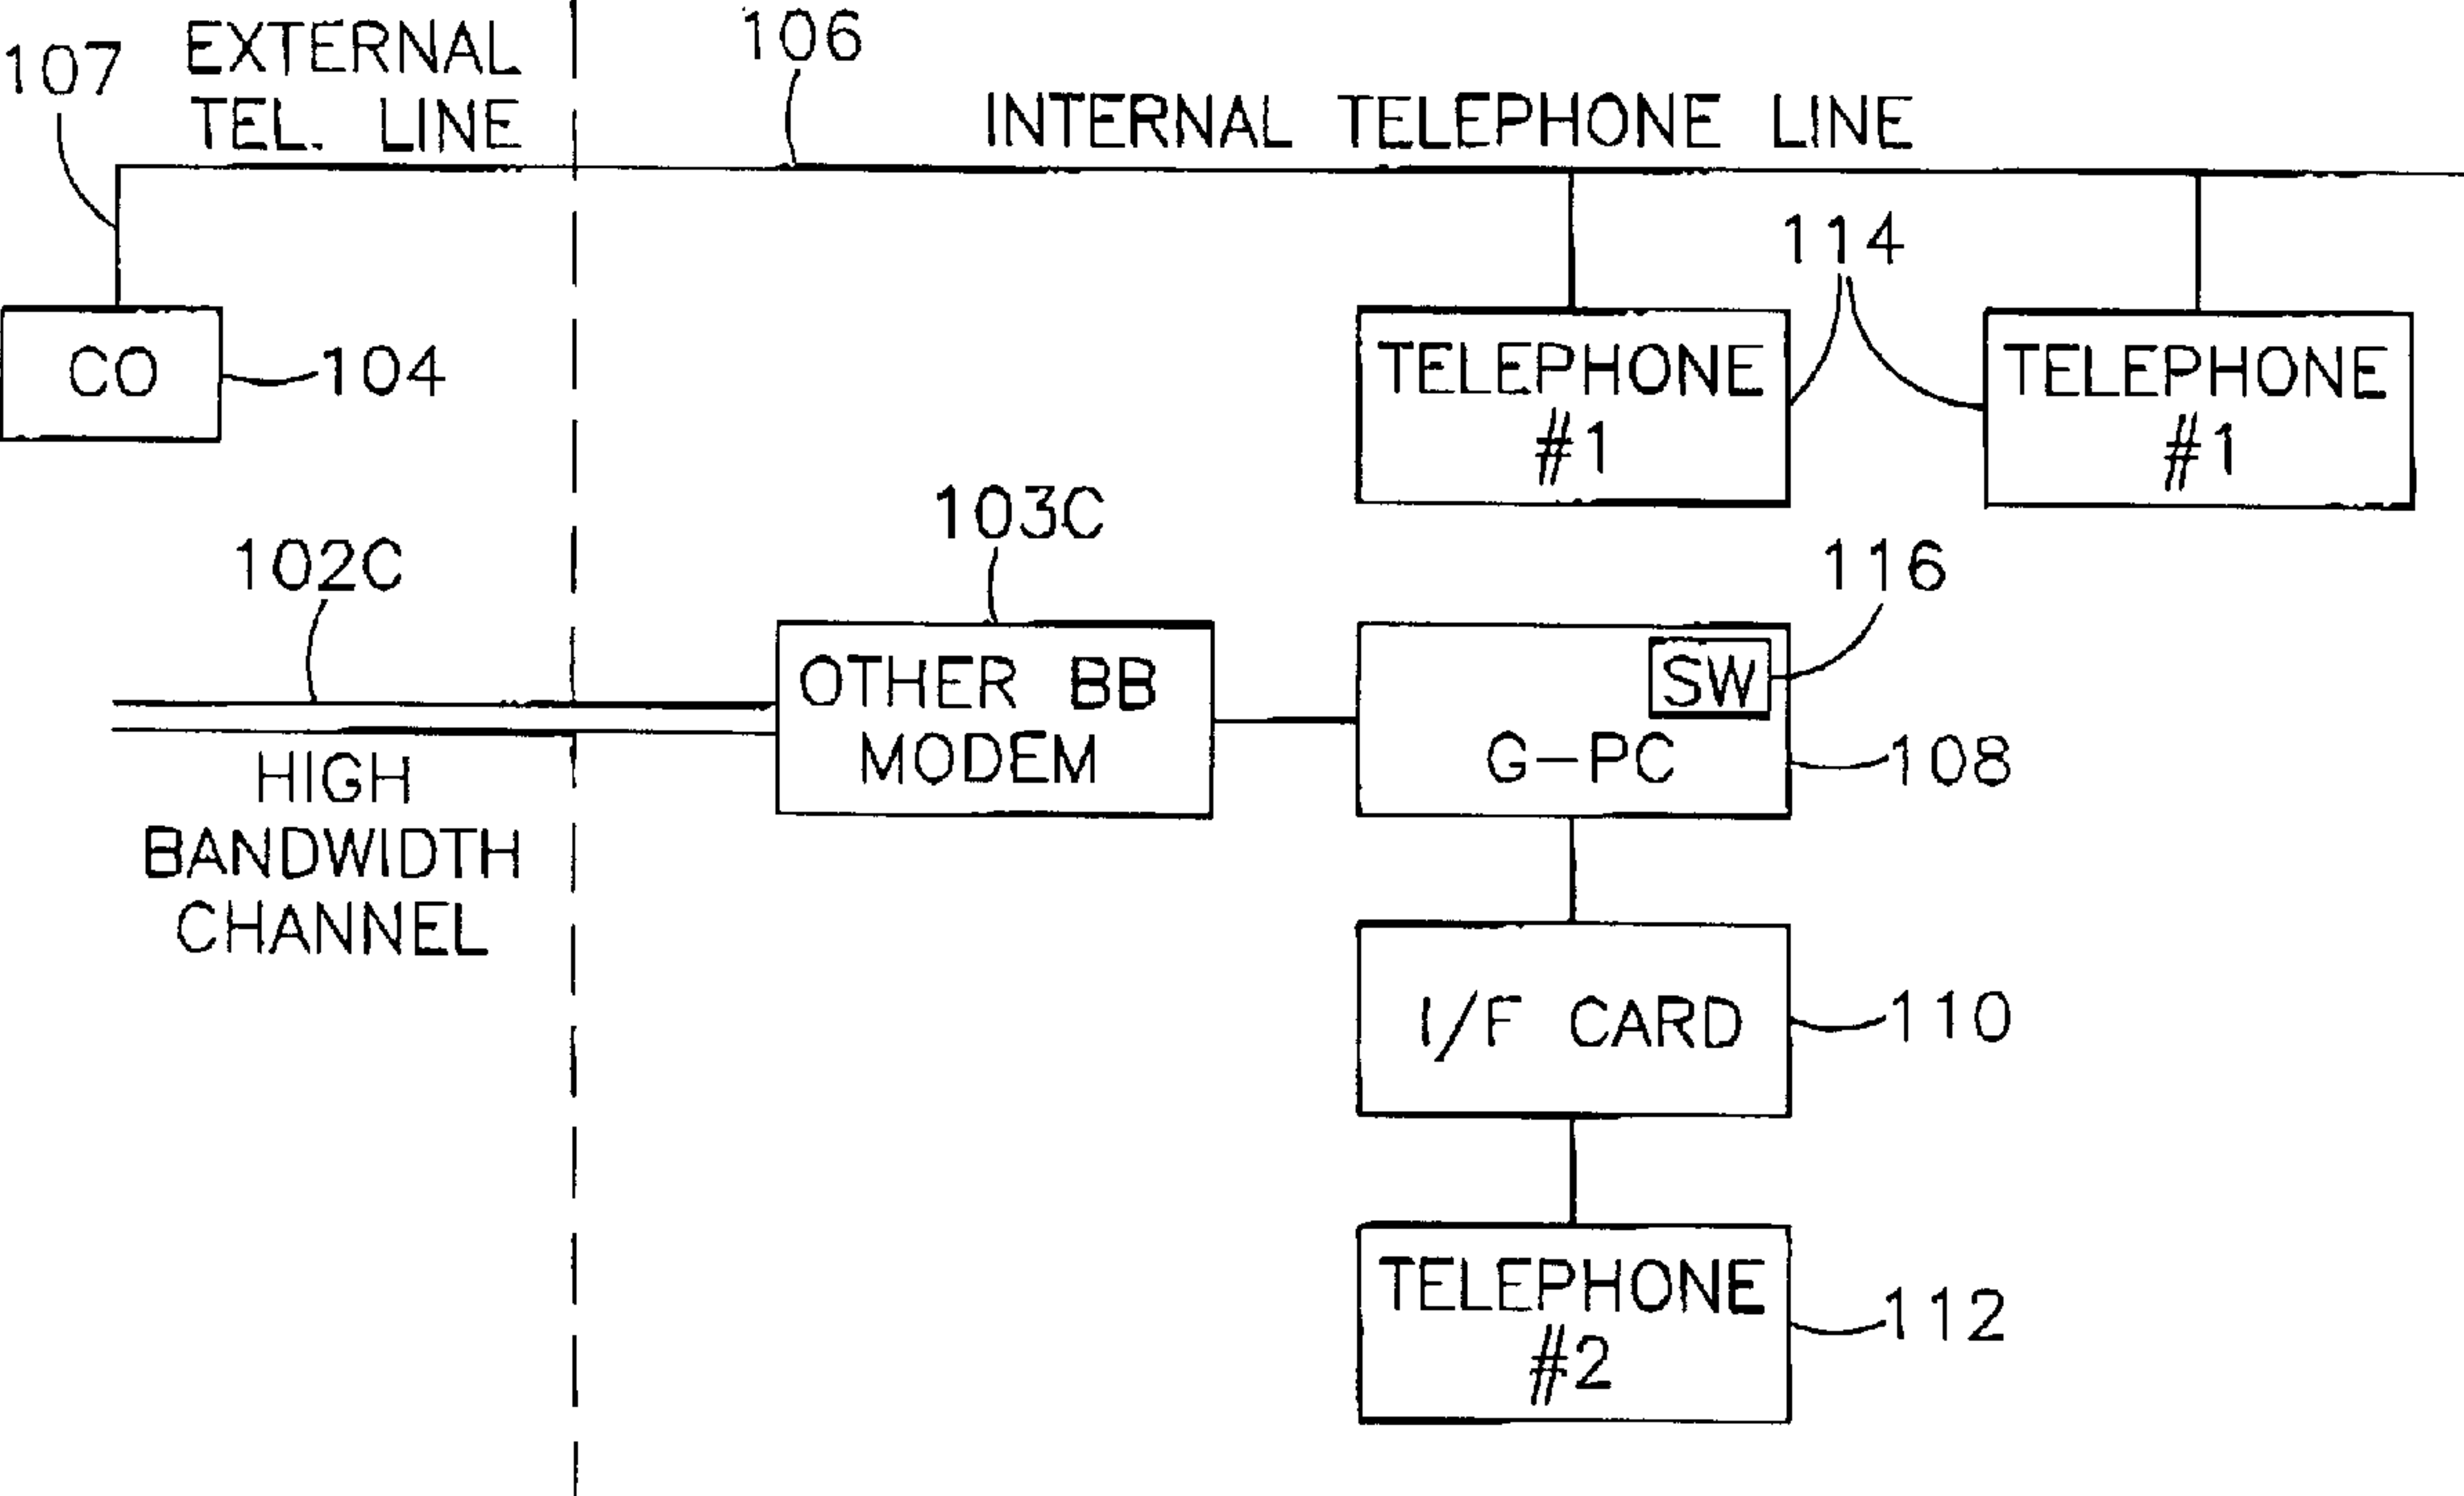 107
EXTERNAL
TEL. LINE
106
INTERNAL TELEPHONE LINE
114
CO
104
TELEPHONE
#1
TELEPHONE
#1
102C
103C
116
OTHER BB
MODEM
SW
G-PC
108
HIGH
BANDWIDTH
CHANNEL
I/F CARD
110
TELEPHONE
#2
112